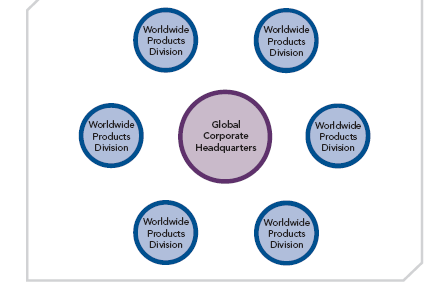 Worldwide
Products
Division
Worldwide
Products
Division
Worldwide
Products
Division
Global
Corporate
Headquarters
Worldwide
Products
Division
Worldwide
Products
Division
Worldwide
Products
Division